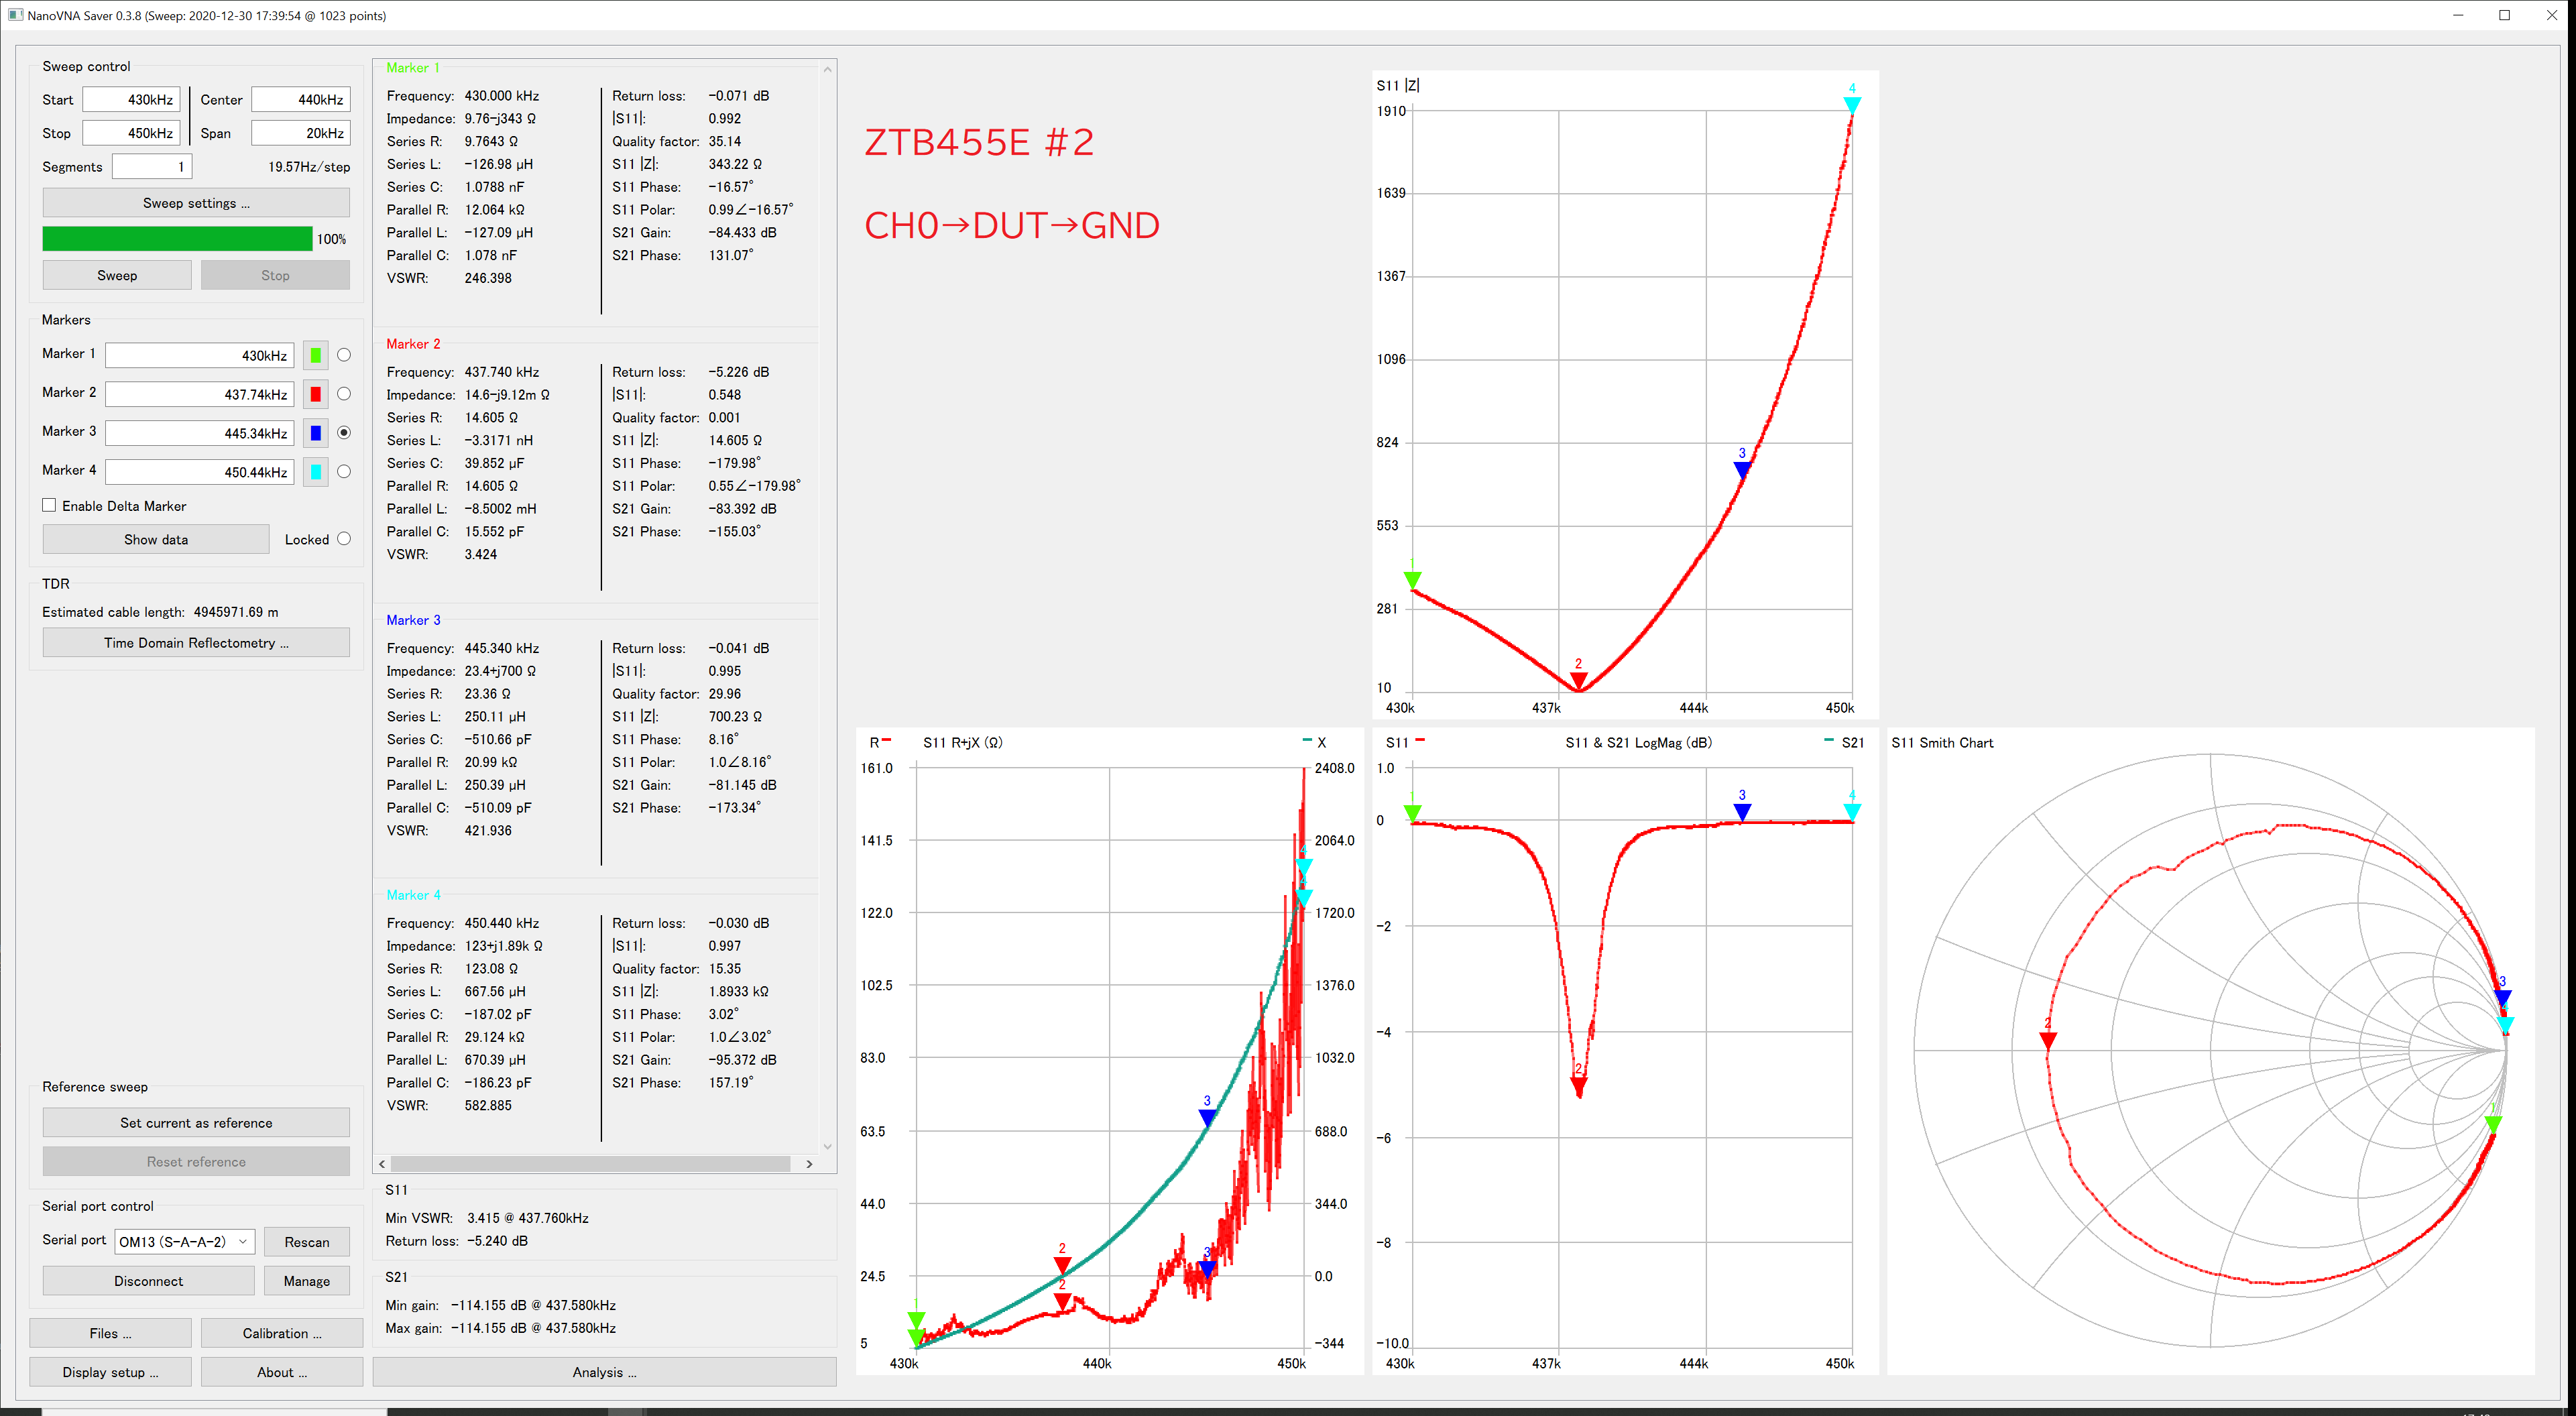 NanoVNA Saver 0.3.8 (Sweep: 2020-12-30 17:39:54 @ 1023 points)
Sweep control
Start 430kHz Center 440kHz
Stop 450kHz Span 20kHz
Segments 1 19.57Hz/step
Sweep settings ...
100%
Sweep Stop
Markers
Marker 1 430kHz
Marker 2 437.74kHz
Marker 3 445.34kHz
Marker 4 450.44kHz
Enable Delta Marker
Show data Locked
TDR
Estimated cable length: 4945971.69 m
Time Domain Reflectometry ...
Reference sweep
Set current as reference
Reset reference
Serial port control
Serial port OM13 (S-A-A-2) Rescan
Disconnect Manage
Files ... Calibration ...
Display setup ... About ...
Marker 1
Frequency: 430.000 kHz Return loss: -0.071 dB
Impedance: 9.76-j343 Ω |S11|: 0.992
Series R: 9.7643 Ω Quality factor: 35.14
Series L: -126.98 μH S11 |Z|: 343.22 Ω
Series C: 1.0788 nF S11 Phase: -16.57°
Parallel R: 12.064 kΩ S11 Polar: 0.99∠-16.57°
Parallel L: -127.09 μH S21 Gain: -84.433 dB
Parallel C: 1.078 nF S21 Phase: 131.07°
VSWR: 246.398
Marker 2
Frequency: 437.740 kHz Return loss: -5.226 dB
Impedance: 14.6-j9.12m Ω |S11|: 0.548
Series R: 14.605 Ω Quality factor: 0.001
Series L: -3.3171 nH S11 |Z|: 14.605 Ω
Series C: 39.852 μF S11 Phase: -179.98°
Parallel R: 14.605 Ω S11 Polar: 0.55∠-179.98°
Parallel L: -8.5002 mH S21 Gain: -83.392 dB
Parallel C: 15.552 pF S21 Phase: -155.03°
VSWR: 3.424
Marker 3
Frequency: 445.340 kHz Return loss: -0.041 dB
Impedance: 23.4+j700 Ω |S11|: 0.995
Series R: 23.36 Ω Quality factor: 29.96
Series L: 250.11 μH S11 |Z|: 700.23 Ω
Series C: -510.66 pF S11 Phase: 8.16°
Parallel R: 20.99 kΩ S11 Polar: 1.0∠8.16°
Parallel L: 250.39 μH S21 Gain: -81.145 dB
Parallel C: -510.09 pF S21 Phase: -173.34°
VSWR: 421.936
Marker 4
Frequency: 450.440 kHz Return loss: -0.030 dB
Impedance: 123+j1.89k Ω |S11|: 0.997
Series R: 123.08 Ω Quality factor: 15.35
Series L: 667.56 μH S11 |Z|: 1.8933 kΩ
Series C: -187.02 pF S11 Phase: 3.02°
Parallel R: 29.124 kΩ S11 Polar: 1.0∠3.02°
Parallel L: 670.39 μH S21 Gain: -95.372 dB
Parallel C: -186.23 pF S21 Phase: 157.19°
VSWR: 582.885
S11
Min VSWR: 3.415 @ 437.760kHz
Return loss: -5.240 dB
S21
Min gain: -114.155 dB @ 437.580kHz
Max gain: -114.155 dB @ 437.580kHz
Analysis ...
ZTB455E #2
CH0→DUT→GND
S11 |Z|
1910
1639
1367
1096
824
553
281
10
430k 437k 444k 450k
1
2
3
4
R S11 R+jX (Ω) X
161.0 2408.0
141.5 2064.0
122.0 1720.0
102.5 1376.0
83.0 1032.0
63.5 688.0
44.0 344.0
24.5 0.0
5 -344
430k 440k 450k
1
2
2
3
3
S11 S11 & S21 LogMag (dB) S21
1.0
0
-2
-4
-6
-8
-10.0
430k 437k 444k 450k
1
2
3
4
S11 Smith Chart
2
3